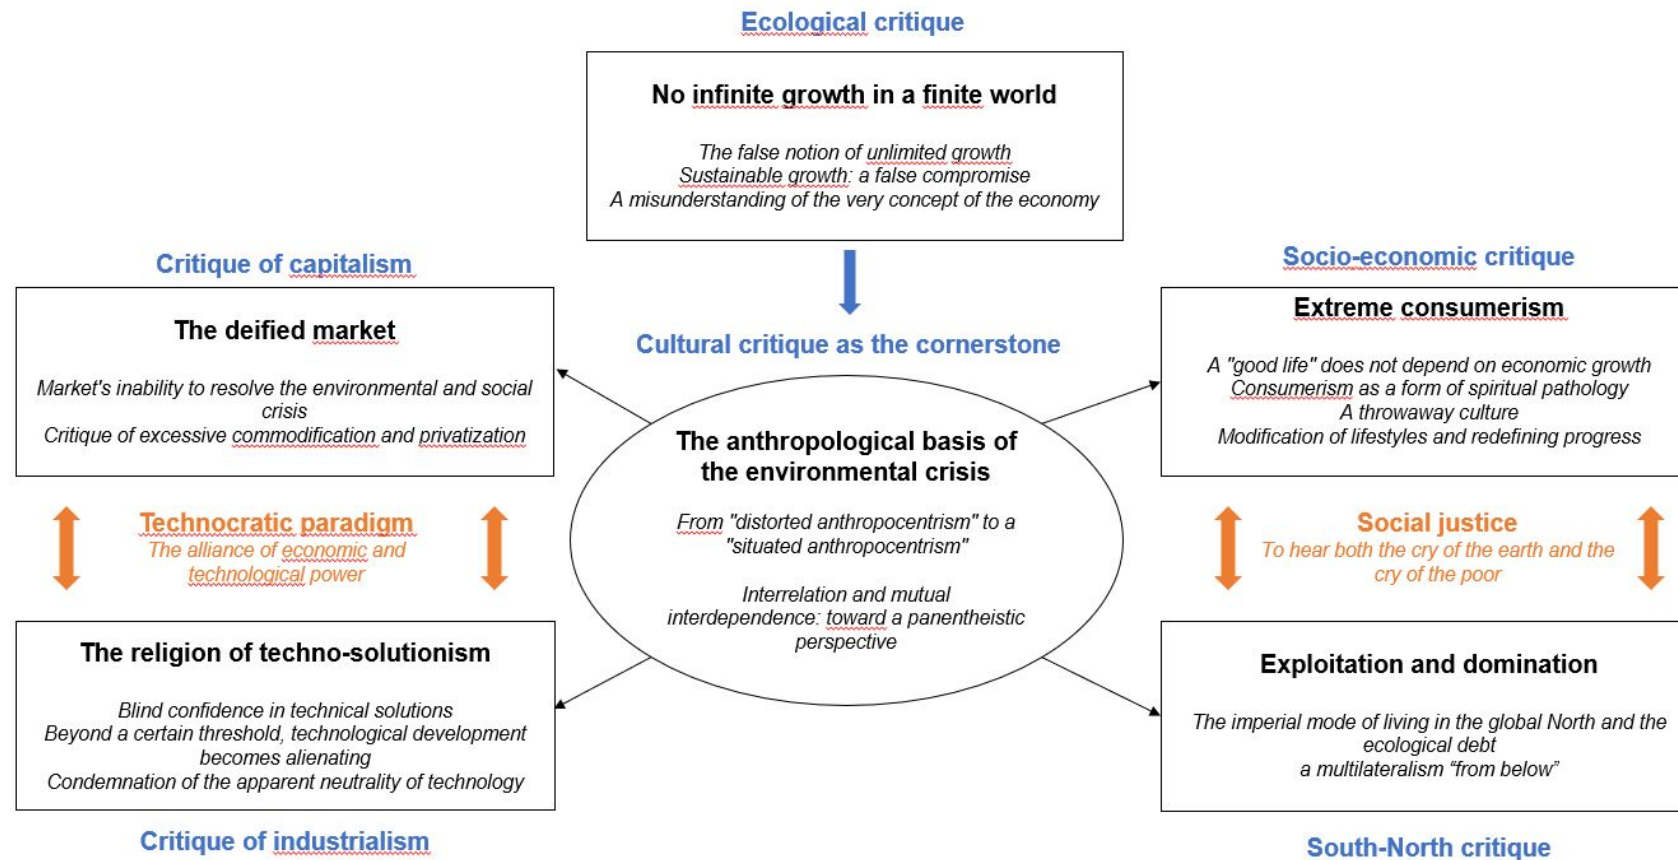 Ecological critique
No infinite growth in a finite world
The false notion of unlimited growth
Sustainable growth: a false compromise
A misunderstanding of the very concept of the economy
Critique of capitalism
The deified market
Market's inability to resolve the environmental and social
crisis
Critique of excessive commodification and privatization
Socio-economic critique
Extreme consumerism
A "good life" does not depend on economic growth
Consumerism as a form of spiritual pathology
A throwaway culture
Modification of lifestyles and redefining progress
Cultural critique as the cornerstone
The anthropological basis of
the environmental crisis
From "distorted anthropocentrism" to a
"situated anthropocentrism"
Interrelation and mutual
interdependence: toward a panentheistic
perspective
Technocratic paradigm
The alliance of economic and
technological power
Social justice
To hear both the cry of the earth and the
cry of the poor
The religion of techno-solutionism
Blind confidence in technical solutions
Beyond a certain threshold, technological development
becomes alienating
Condemnation of the apparent neutrality of technology
Critique of industrialism
Exploitation and domination
The imperial mode of living in the global North and the
ecological debt
a multilateralism “from below”
South-North critique